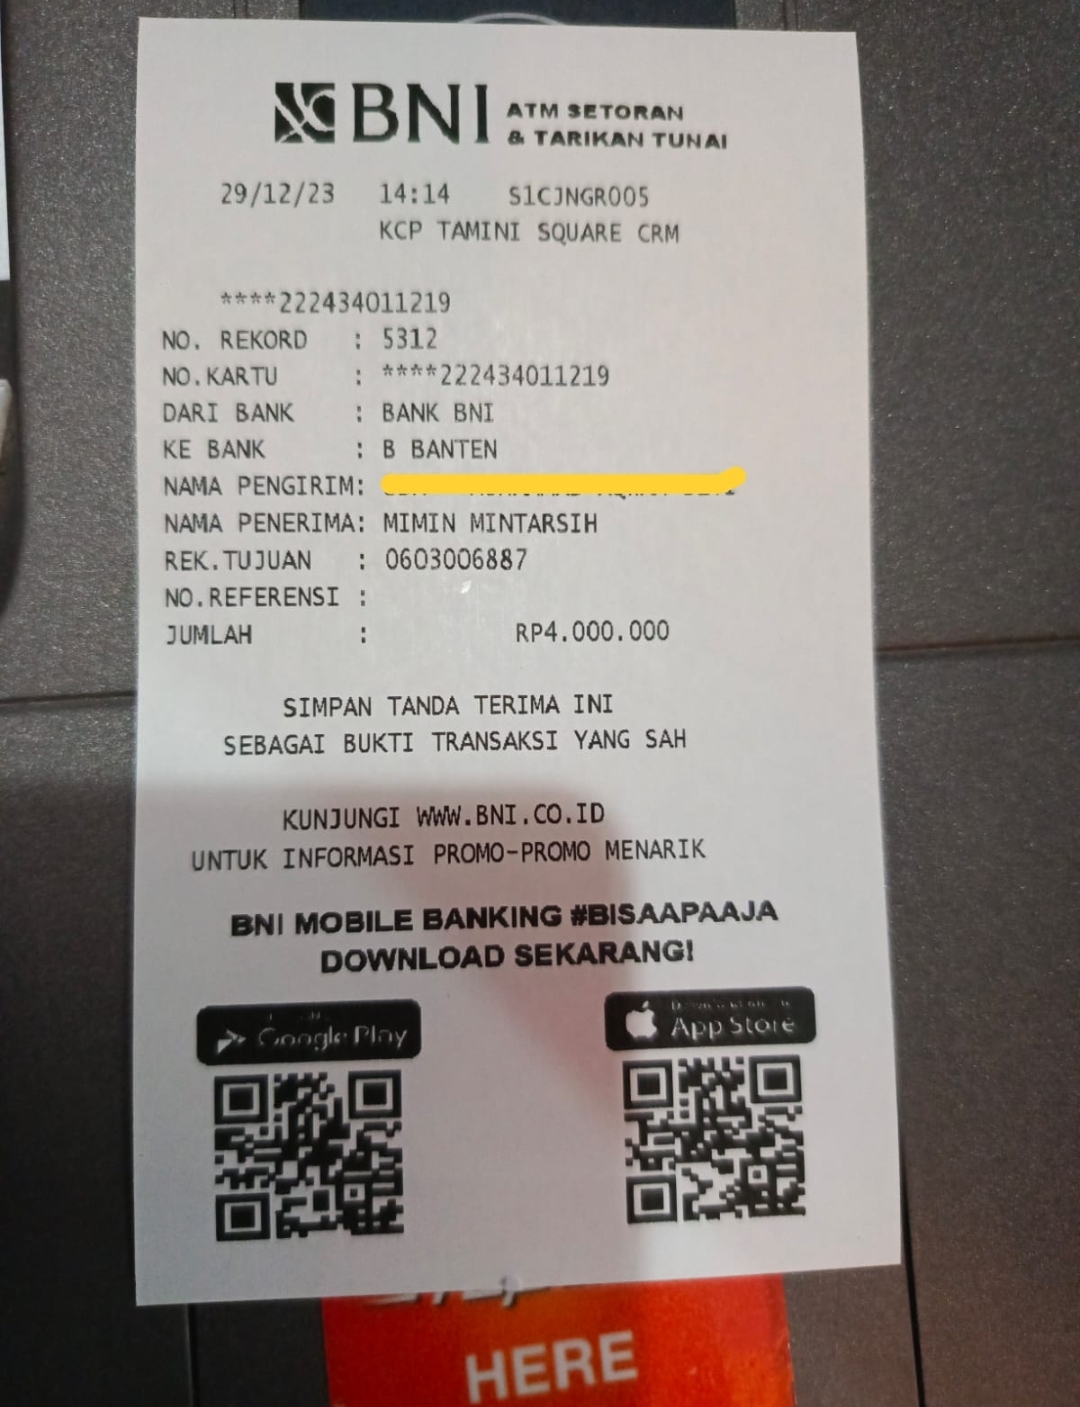 BNI ATM SETORAN
& TARIKAN TUNAI
29/12/23 14:14 S1CJNGR005
KCP TAMINI SQUARE CRM
****222434011219
NO. REKORD : 5312
NO.KARTU : ****222434011219
DARI BANK : BANK BNI
KE BANK : B BANTEN
NAMA PENGIRIM:
NAMA PENERIMA: MIMIN MINTARSIH
REK.TUJUAN : 0603006887
NO.REFERENSI :
JUMLAH : RP4.000.000
SIMPAN TANDA TERIMA INI
SEBAGAI BUKTI TRANSAKSI YANG SAH
KUNJUNGI WWW.BNI.CO.ID
UNTUK INFORMASI PROMO-PROMO MENARIK
BNI MOBILE BANKING #BISAAPAAJA
DOWNLOAD SEKARANG!
Google Play
App Store
HERE